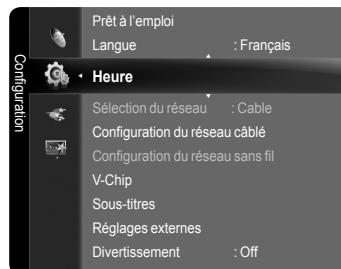 Configuration
Prêt à l'emploi
Langue : Français
Heure
Sélection du réseau : Cable
Configuration du réseau câblé
Configuration du réseau sans fil
V-Chip
Sous-titres
Réglages externes
Divertissement : Off